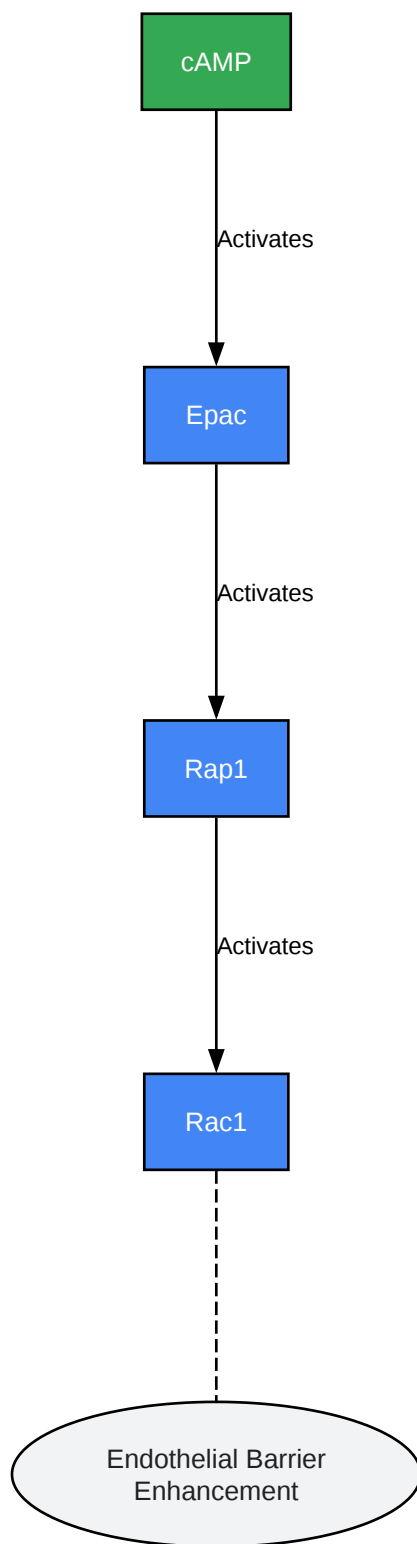 cAMP
Activates
Epac
Activates
Rap1
Activates
Rac1
Endothelial Barrier
Enhancement